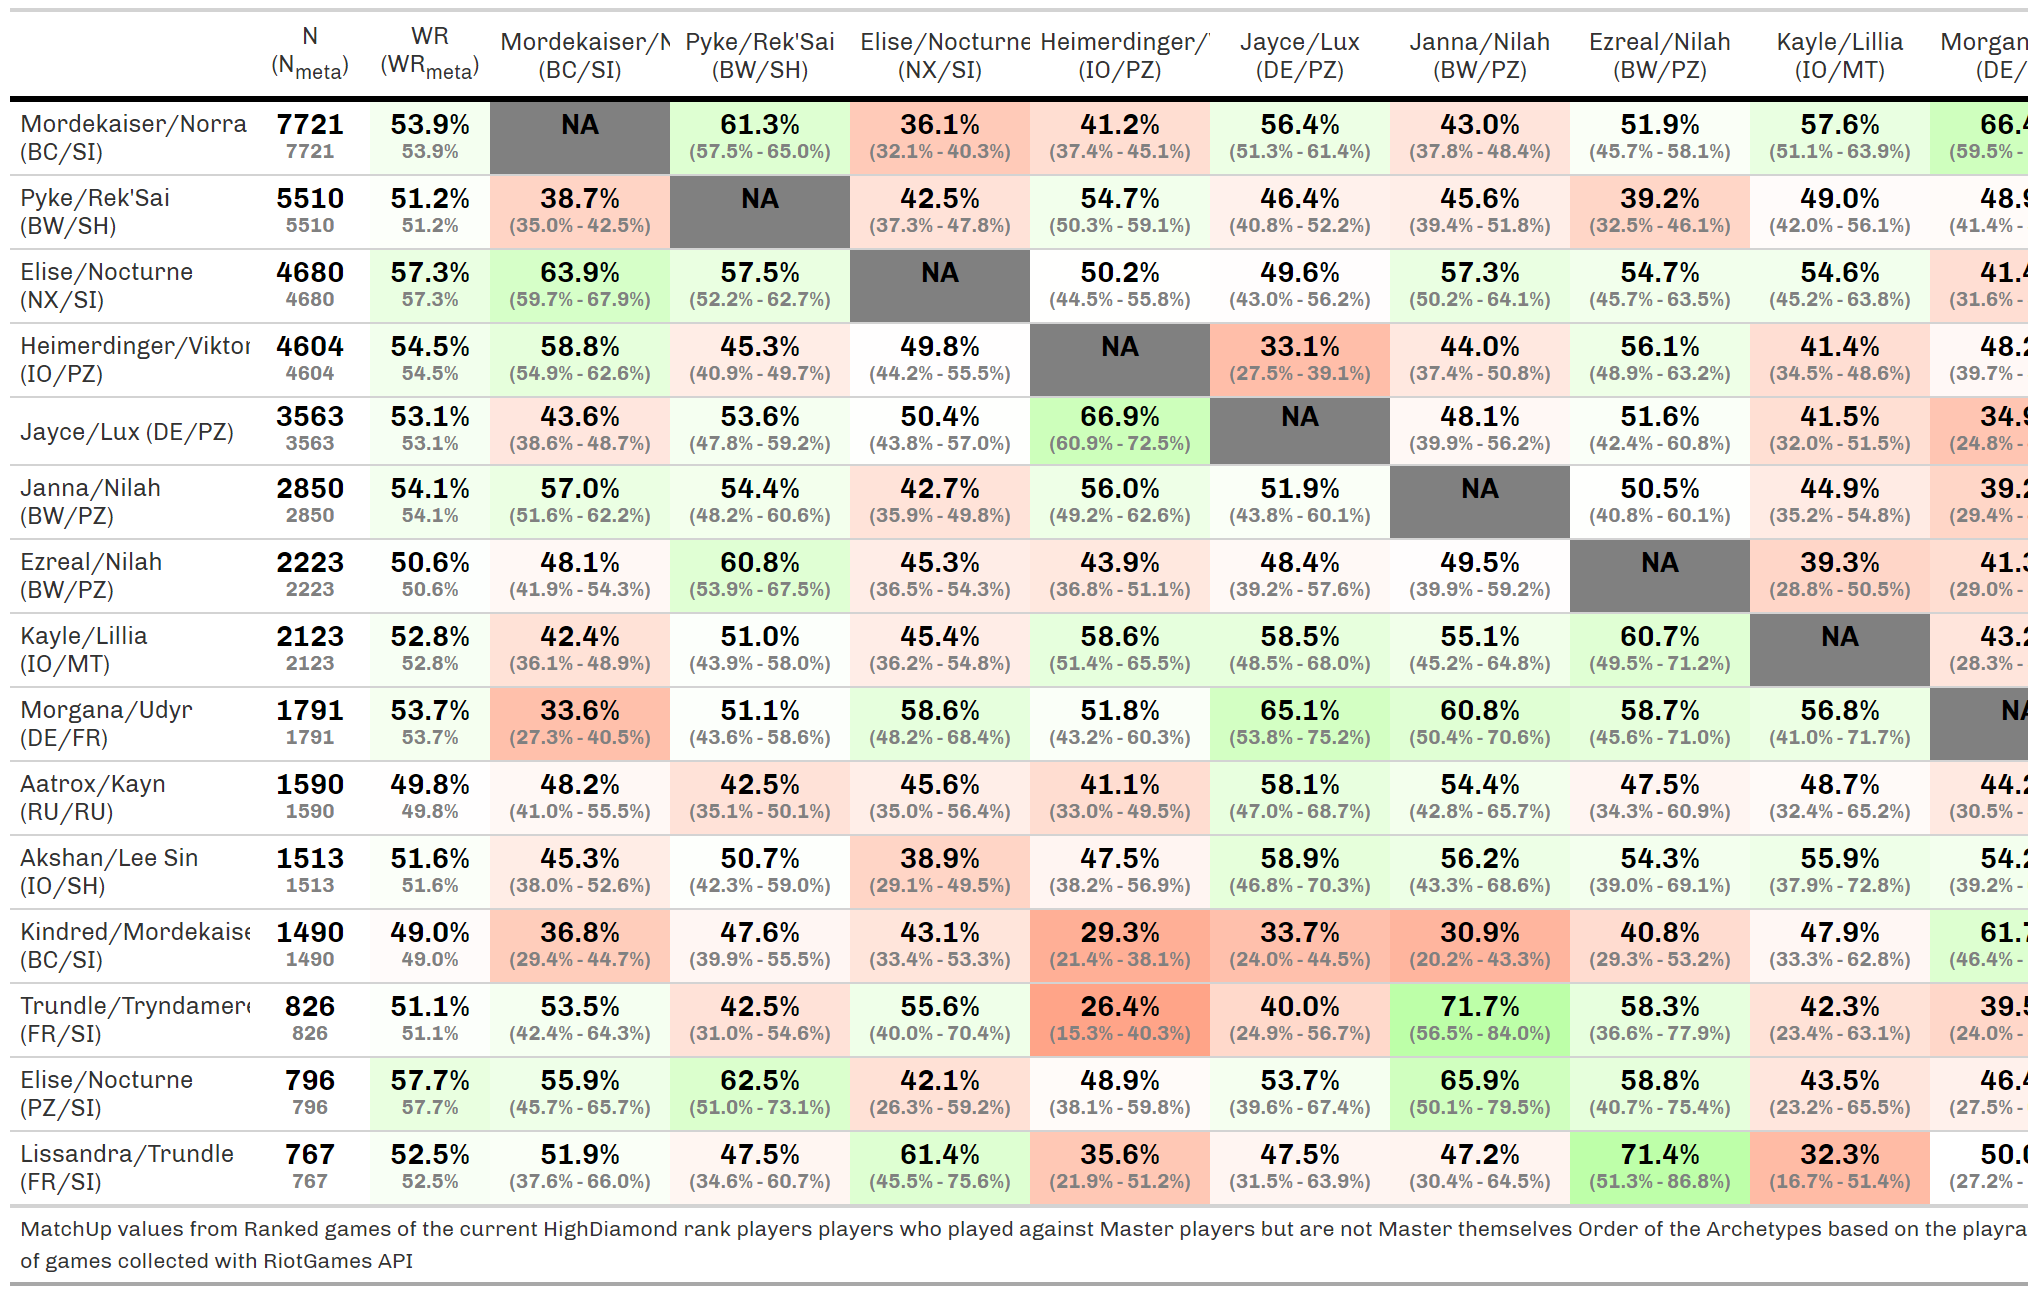 N WR Mordekaiser/N Pyke/Rek'Sai Elise/Nocturne Heimerdinger/ Jayce/Lux Janna/Nilah Ezreal/Nilah Kayle/Lillia Morgan
(Nmeta) (WRmeta) (BC/SI) (BW/SH) (NX/SI) (IO/PZ) (DE/PZ) (BW/PZ) (BW/PZ) (IO/MT) (DE/
Mordekaiser/Norra 7721 53.9% NA 61.3% 36.1% 41.2% 56.4% 43.0% 51.9% 57.6% 66.4
(BC/SI) 7721 53.9% (57.5% - 65.0%) (32.1% - 40.3%) (37.4% - 45.1%) (51.3% - 61.4%) (37.8% - 48.4%) (45.7% - 58.1%) (51.1% - 63.9%) (59.5% -
Pyke/Rek'Sai 5510 51.2% 38.7% NA 42.5% 54.7% 46.4% 45.6% 39.2% 49.0% 48.9
(BW/SH) 5510 51.2% (35.0% - 42.5%) (37.3% - 47.8%) (50.3% - 59.1%) (40.8% - 52.2%) (39.4% - 51.8%) (32.5% - 46.1%) (42.0% - 56.1%) (41.4% -
Elise/Nocturne 4680 57.3% 63.9% 57.5% NA 50.2% 49.6% 57.3% 54.7% 54.6% 41.4
(NX/SI) 4680 57.3% (59.7% - 67.9%) (52.2% - 62.7%) (44.5% - 55.8%) (43.0% - 56.2%) (50.2% - 64.1%) (45.7% - 63.5%) (45.2% - 63.8%) (31.6% -
Heimerdinger/Viktor 4604 54.5% 58.8% 45.3% 49.8% NA 33.1% 44.0% 56.1% 41.4% 48.2
(IO/PZ) 4604 54.5% (54.9% - 62.6%) (40.9% - 49.7%) (44.2% - 55.5%) (27.5% - 39.1%) (37.4% - 50.8%) (48.9% - 63.2%) (34.5% - 48.6%) (39.7% -
Jayce/Lux (DE/PZ) 3563 53.1% 43.6% 53.6% 50.4% 66.9% NA 48.1% 51.6% 41.5% 34.9
3563 53.1% (38.6% - 48.7%) (47.8% - 59.2%) (43.8% - 57.0%) (60.9% - 72.5%) (39.9% - 56.2%) (42.4% - 60.8%) (32.0% - 51.5%) (24.8% -
Janna/Nilah 2850 54.1% 57.0% 54.4% 42.7% 56.0% 51.9% NA 50.5% 44.9% 39.2
(BW/PZ) 2850 54.1% (51.6% - 62.2%) (48.2% - 60.6%) (35.9% - 49.8%) (49.2% - 62.6%) (43.8% - 60.1%) (40.8% - 60.1%) (35.2% - 54.8%) (29.4% -
Ezreal/Nilah 2223 50.6% 48.1% 60.8% 45.3% 43.9% 48.4% 49.5% NA 39.3% 41.3
(BW/PZ) 2223 50.6% (41.9% - 54.3%) (53.9% - 67.5%) (36.5% - 54.3%) (36.8% - 51.1%) (39.2% - 57.6%) (39.9% - 59.2%) (28.8% - 50.5%) (29.0% -
Kayle/Lillia 2123 52.8% 42.4% 51.0% 45.4% 58.6% 58.5% 55.1% 60.7% NA 43.2
(IO/MT) 2123 52.8% (36.1% - 48.9%) (43.9% - 58.0%) (36.2% - 54.8%) (51.4% - 65.5%) (48.5% - 68.0%) (45.2% - 64.8%) (49.5% - 71.2%) (28.3% -
Morgana/Udyr 1791 53.7% 33.6% 51.1% 58.6% 51.8% 65.1% 60.8% 58.7% 56.8% NA
(DE/FR) 1791 53.7% (27.3% - 40.5%) (43.6% - 58.6%) (48.2% - 68.4%) (43.2% - 60.3%) (53.8% - 75.2%) (50.4% - 70.6%) (45.6% - 71.0%) (41.0% - 71.7%)
Aatrox/Kayn 1590 49.8% 48.2% 42.5% 45.6% 41.1% 58.1% 54.4% 47.5% 48.7% 44.2
(RU/RU) 1590 49.8% (41.0% - 55.5%) (35.1% - 50.1%) (35.0% - 56.4%) (33.0% - 49.5%) (47.0% - 68.7%) (42.8% - 65.7%) (34.3% - 60.9%) (32.4% - 65.2%) (30.5% -
Akshan/Lee Sin 1513 51.6% 45.3% 50.7% 38.9% 47.5% 58.9% 56.2% 54.3% 55.9% 54.2
(IO/SH) 1513 51.6% (38.0% - 52.6%) (42.3% - 59.0%) (29.1% - 49.5%) (38.2% - 56.9%) (46.8% - 70.3%) (43.3% - 68.6%) (39.0% - 69.1%) (37.9% - 72.8%) (39.2% -
Kindred/Mordekaise 1490 49.0% 36.8% 47.6% 43.1% 29.3% 33.7% 30.9% 40.8% 47.9% 61.7
(BC/SI) 1490 49.0% (29.4% - 44.7%) (39.9% - 55.5%) (33.4% - 53.3%) (21.4% - 38.1%) (24.0% - 44.5%) (20.2% - 43.3%) (29.3% - 53.2%) (33.3% - 62.8%) (46.4% -
Trundle/Tryndamere 826 51.1% 53.5% 42.5% 55.6% 26.4% 40.0% 71.7% 58.3% 42.3% 39.5
(FR/SI) 826 51.1% (42.4% - 64.3%) (31.0% - 54.6%) (40.0% - 70.4%) (15.3% - 40.3%) (24.9% - 56.7%) (56.5% - 84.0%) (36.6% - 77.9%) (23.4% - 63.1%) (24.0% -
Elise/Nocturne 796 57.7% 55.9% 62.5% 42.1% 48.9% 53.7% 65.9% 58.8% 43.5% 46.4
(PZ/SI) 796 57.7% (45.7% - 65.7%) (51.0% - 73.1%) (26.3% - 59.2%) (38.1% - 59.8%) (39.6% - 67.4%) (50.1% - 79.5%) (40.7% - 75.4%) (23.2% - 65.5%) (27.5% -
Lissandra/Trundle 767 52.5% 51.9% 47.5% 61.4% 35.6% 47.5% 47.2% 71.4% 32.3% 50.0
(FR/SI) 767 52.5% (37.6% - 66.0%) (34.6% - 60.7%) (45.5% - 75.6%) (21.9% - 51.2%) (31.5% - 63.9%) (30.4% - 64.5%) (51.3% - 86.8%) (16.7% - 51.4%) (27.2% -
MatchUp values from Ranked games of the current HighDiamond rank players players who played against Master players but are not Master themselves Order of the Archetypes based on the playra
of games collected with RiotGames API